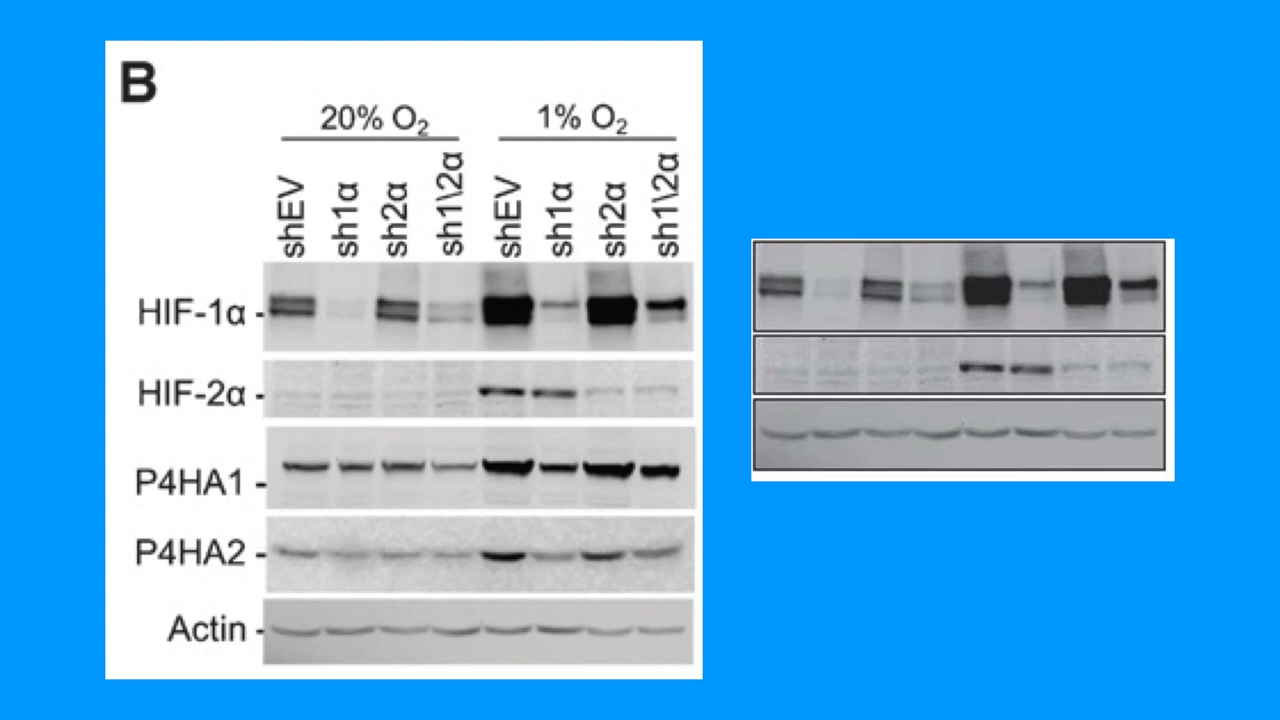 B
20% O₂ 1% O₂
shEV sh1α sh2α sh1\2α shEV sh1α sh2α sh1\2α
HIF-1α -
HIF-2α -
P4HA1 -
P4HA2 -
Actin -